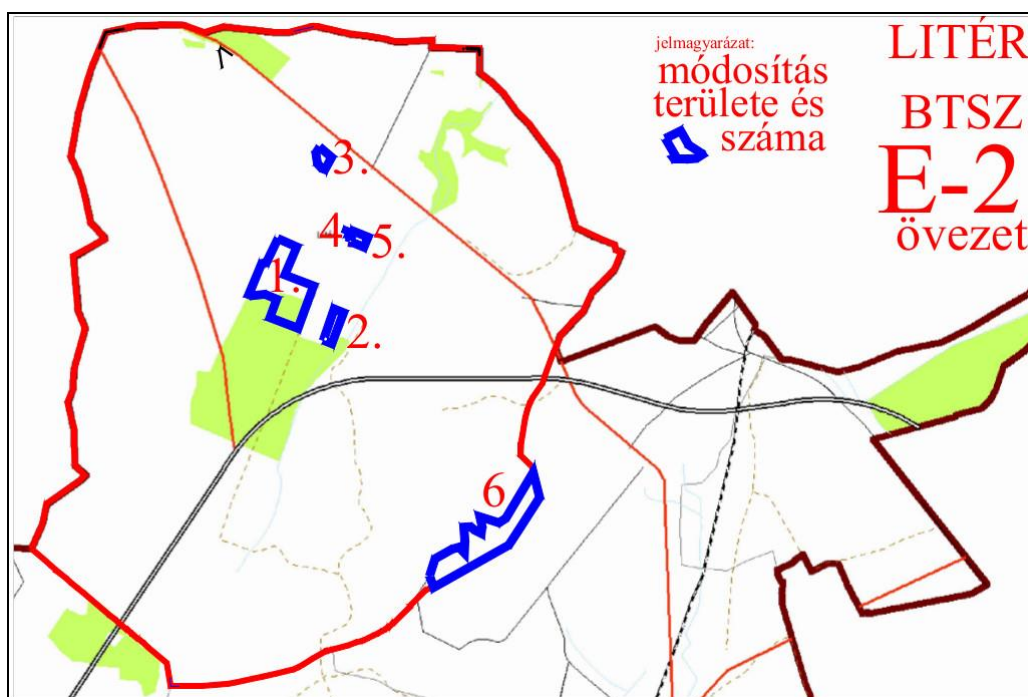 jelmagyarázat:
módosítás
területe és
száma
LITÉR
BTSZ
E-2
övezet
3.
4
5.
1.
2.
6